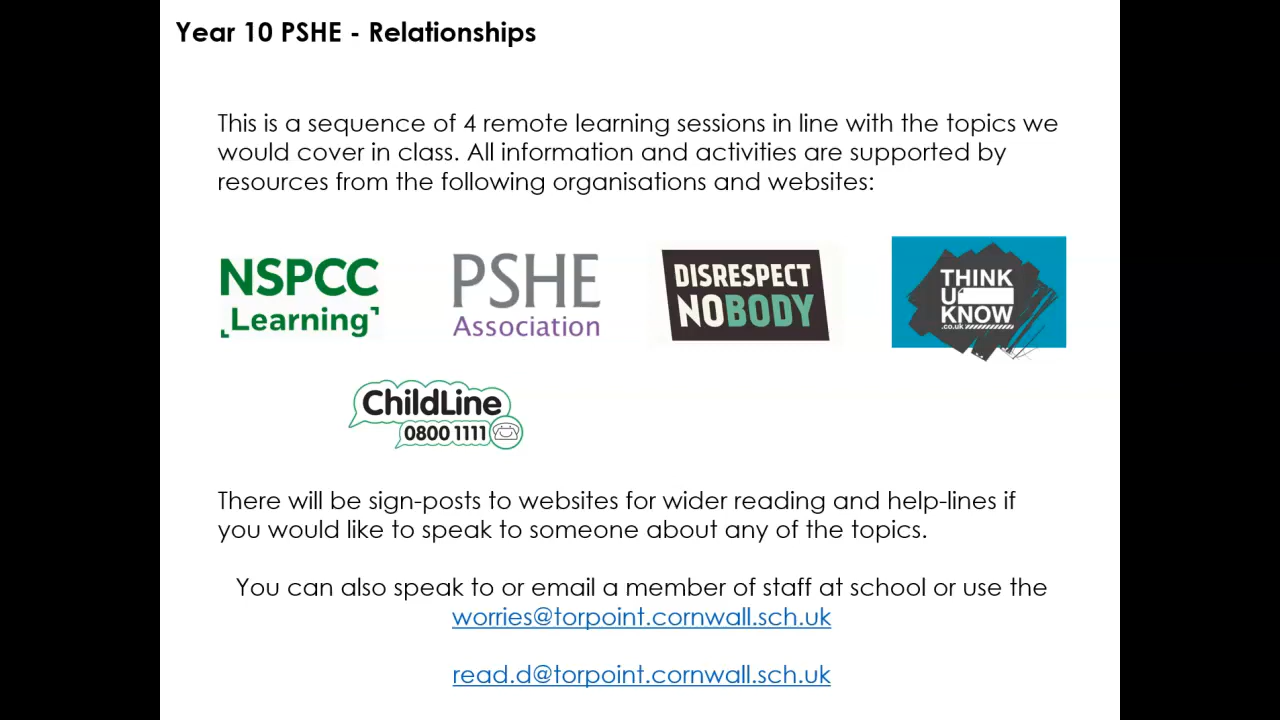 Year 10 PSHE - Relationships
This is a sequence of 4 remote learning sessions in line with the topics we
would cover in class. All information and activities are supported by
resources from the following organisations and websites:
NSPCC
Learning
PSHE
Association
DISRESPECT
NOBODY
THINK
U
KNOW
.co.uk
ChildLine
0800 1111
There will be sign-posts to websites for wider reading and help-lines if
you would like to speak to someone about any of the topics.
You can also speak to or email a member of staff at school or use the
worries@torpoint.cornwall.sch.uk
read.d@torpoint.cornwall.sch.uk